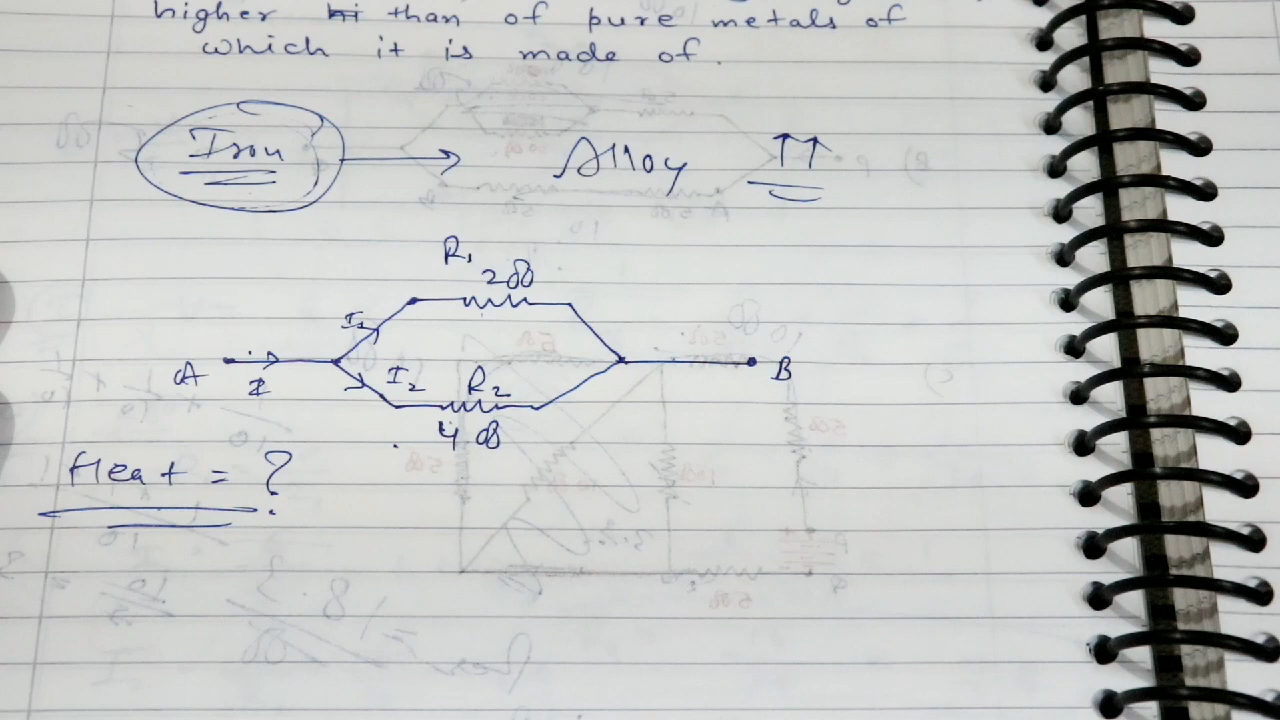 higher than of pure metals of
which it is made of.
Iron → Alloy ↑↑
R1
2Ω
I1
A I I2 R2 B
4Ω
Heat = ?